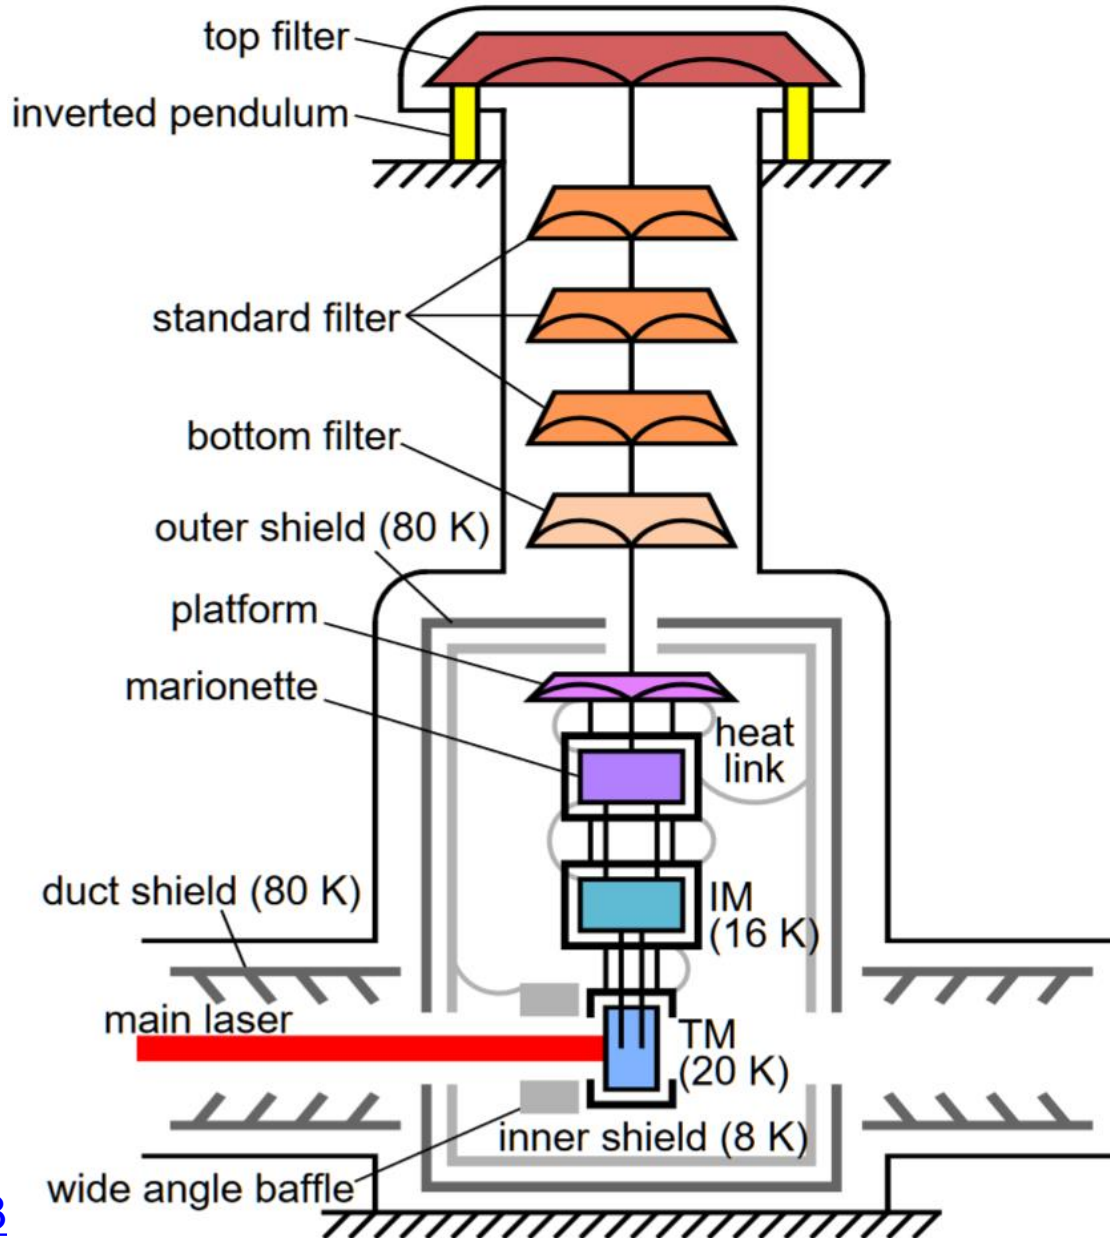 top filter
inverted pendulum
standard filter
bottom filter
outer shield (80 K)
platform
marionette
heat
link
duct shield (80 K)
IM
(16 K)
main laser
TM
(20 K)
inner shield (8 K)
wide angle baffle